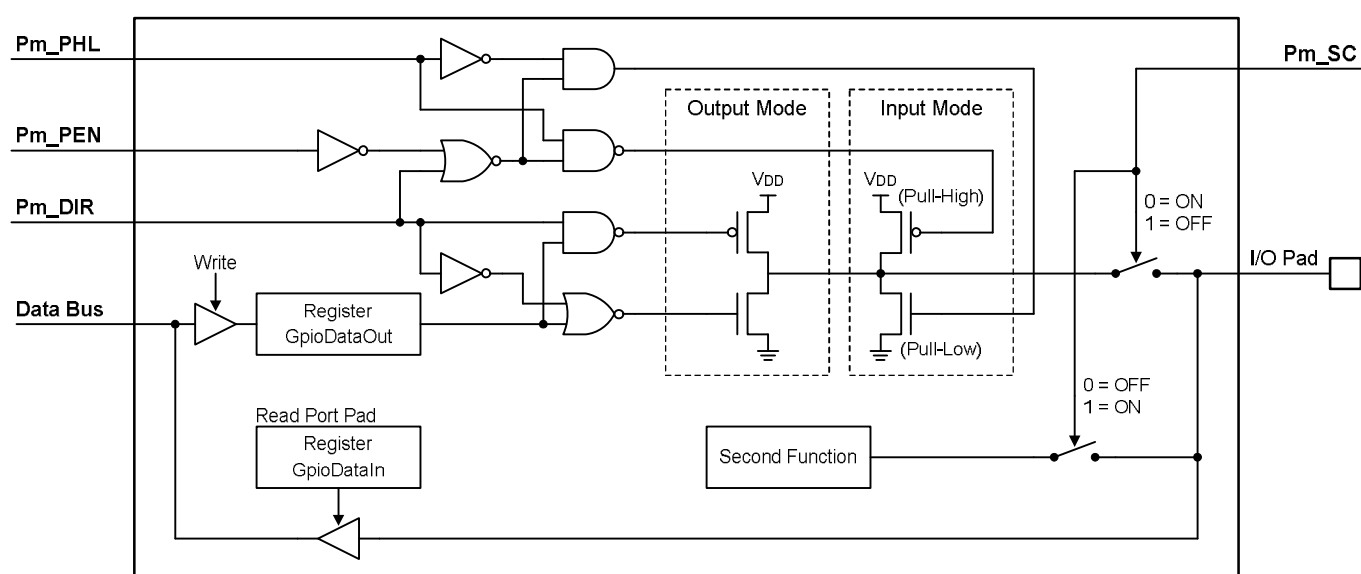 Pm_PHL
Pm_SC
Output Mode
Input Mode
Pm_PEN
VDD
VDD
(Pull-High)
Pm_DIR
0 = ON
1 = OFF
Write
I/O Pad
Data Bus
Register
GpioDataOut
(Pull-Low)
0 = OFF
1 = ON
Read Port Pad
Register
GpioDataIn
Second Function